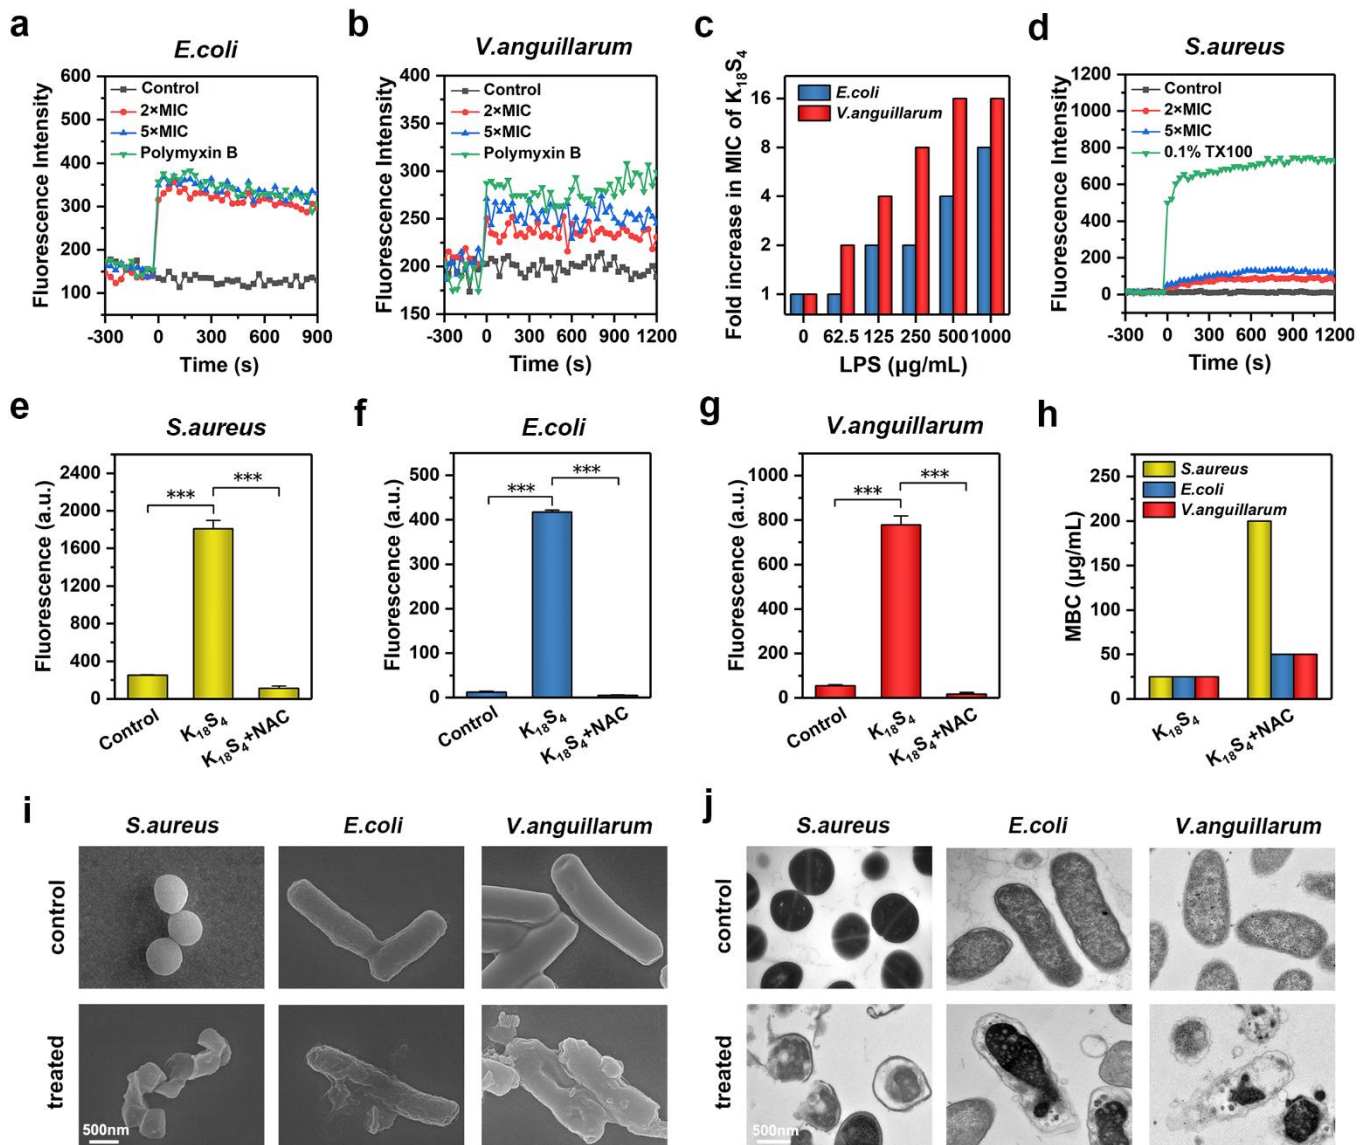 a
E.coli
Fluorescence Intensity
600
500
400
300
200
100
Control
2×MIC
5×MIC
Polymyxin B
-300 0 300 600 900
Time (s)
b
V.anguillarum
Fluorescence Intensity
400
350
300
250
200
150
Control
2×MIC
5×MIC
Polymyxin B
-300 0 300 600 900 1200
Time (s)
c
Fold increase in MIC of K₁₈S₄
16
8
4
2
1
E.coli
V.anguillarum
0 62.5 125 250 500 1000
LPS (µg/mL)
d
S.aureus
Fluorescence Intensity
1200
1000
800
600
400
200
0
Control
2×MIC
5×MIC
0.1% TX100
-300 0 300 600 900 1200
Time (s)
e
S.aureus
Fluorescence (a.u.)
2400
2000
1600
1200
800
400
0
***
***
Control
K₁₈S₄
K₁₈S₄+NAC
f
E.coli
Fluorescence (a.u.)
500
400
300
200
100
0
***
***
Control
K₁₈S₄
K₁₈S₄+NAC
g
V.anguillarum
Fluorescence (a.u.)
1000
800
600
400
200
0
***
***
Control
K₁₈S₄
K₁₈S₄+NAC
h
MBC (µg/mL)
250
200
150
100
50
0
S.aureus
E.coli
V.anguillarum
K₁₈S₄
K₁₈S₄+NAC
i
S.aureus E.coli V.anguillarum
control
treated
500nm
j
S.aureus E.coli V.anguillarum
control
treated
500nm